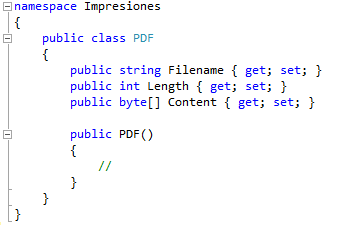 namespace Impresiones
{
    public class PDF
    {
        public string Filename { get; set; }
        public int Length { get; set; }
        public byte[] Content { get; set; }

        public PDF()
        {
            //
        }
    }
}